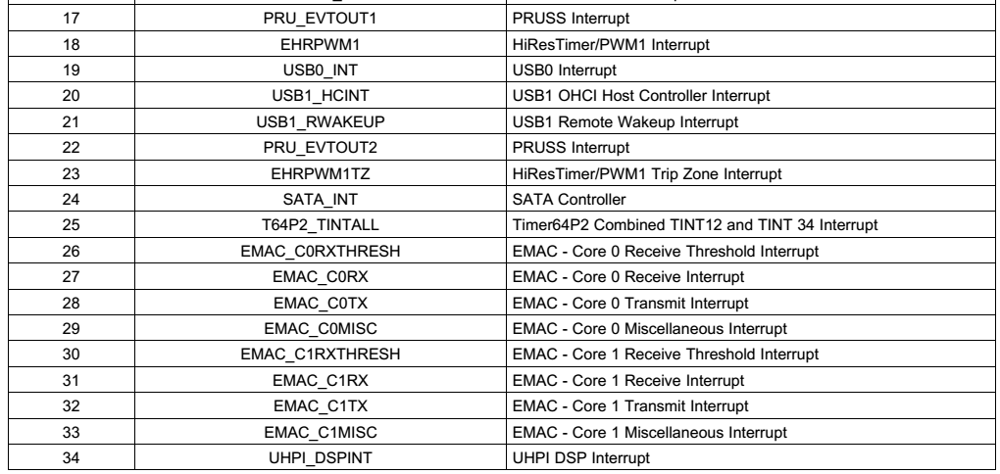 17 PRU_EVTOUT1 PRUSS Interrupt
18 EHRPWM1 HiResTimer/PWM1 Interrupt
19 USB0_INT USB0 Interrupt
20 USB1_HCINT USB1 OHCI Host Controller Interrupt
21 USB1_RWAKEUP USB1 Remote Wakeup Interrupt
22 PRU_EVTOUT2 PRUSS Interrupt
23 EHRPWM1TZ HiResTimer/PWM1 Trip Zone Interrupt
24 SATA_INT SATA Controller
25 T64P2_TINTALL Timer64P2 Combined TINT12 and TINT 34 Interrupt
26 EMAC_C0RXTHRESH EMAC - Core 0 Receive Threshold Interrupt
27 EMAC_C0RX EMAC - Core 0 Receive Interrupt
28 EMAC_C0TX EMAC - Core 0 Transmit Interrupt
29 EMAC_C0MISC EMAC - Core 0 Miscellaneous Interrupt
30 EMAC_C1RXTHRESH EMAC - Core 1 Receive Threshold Interrupt
31 EMAC_C1RX EMAC - Core 1 Receive Interrupt
32 EMAC_C1TX EMAC - Core 1 Transmit Interrupt
33 EMAC_C1MISC EMAC - Core 1 Miscellaneous Interrupt
34 UHPI_DSPINT UHPI DSP Interrupt